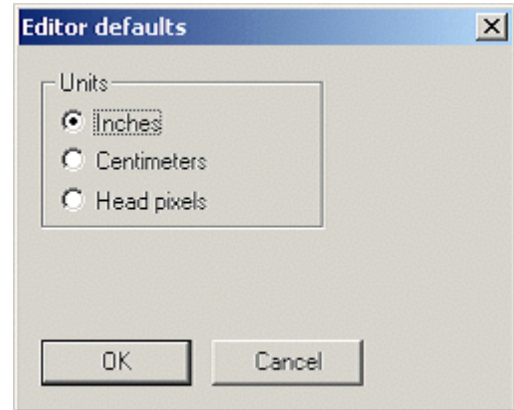 Editor defaults
Units
Inches
Centimeters
Head pixels
OK Cancel